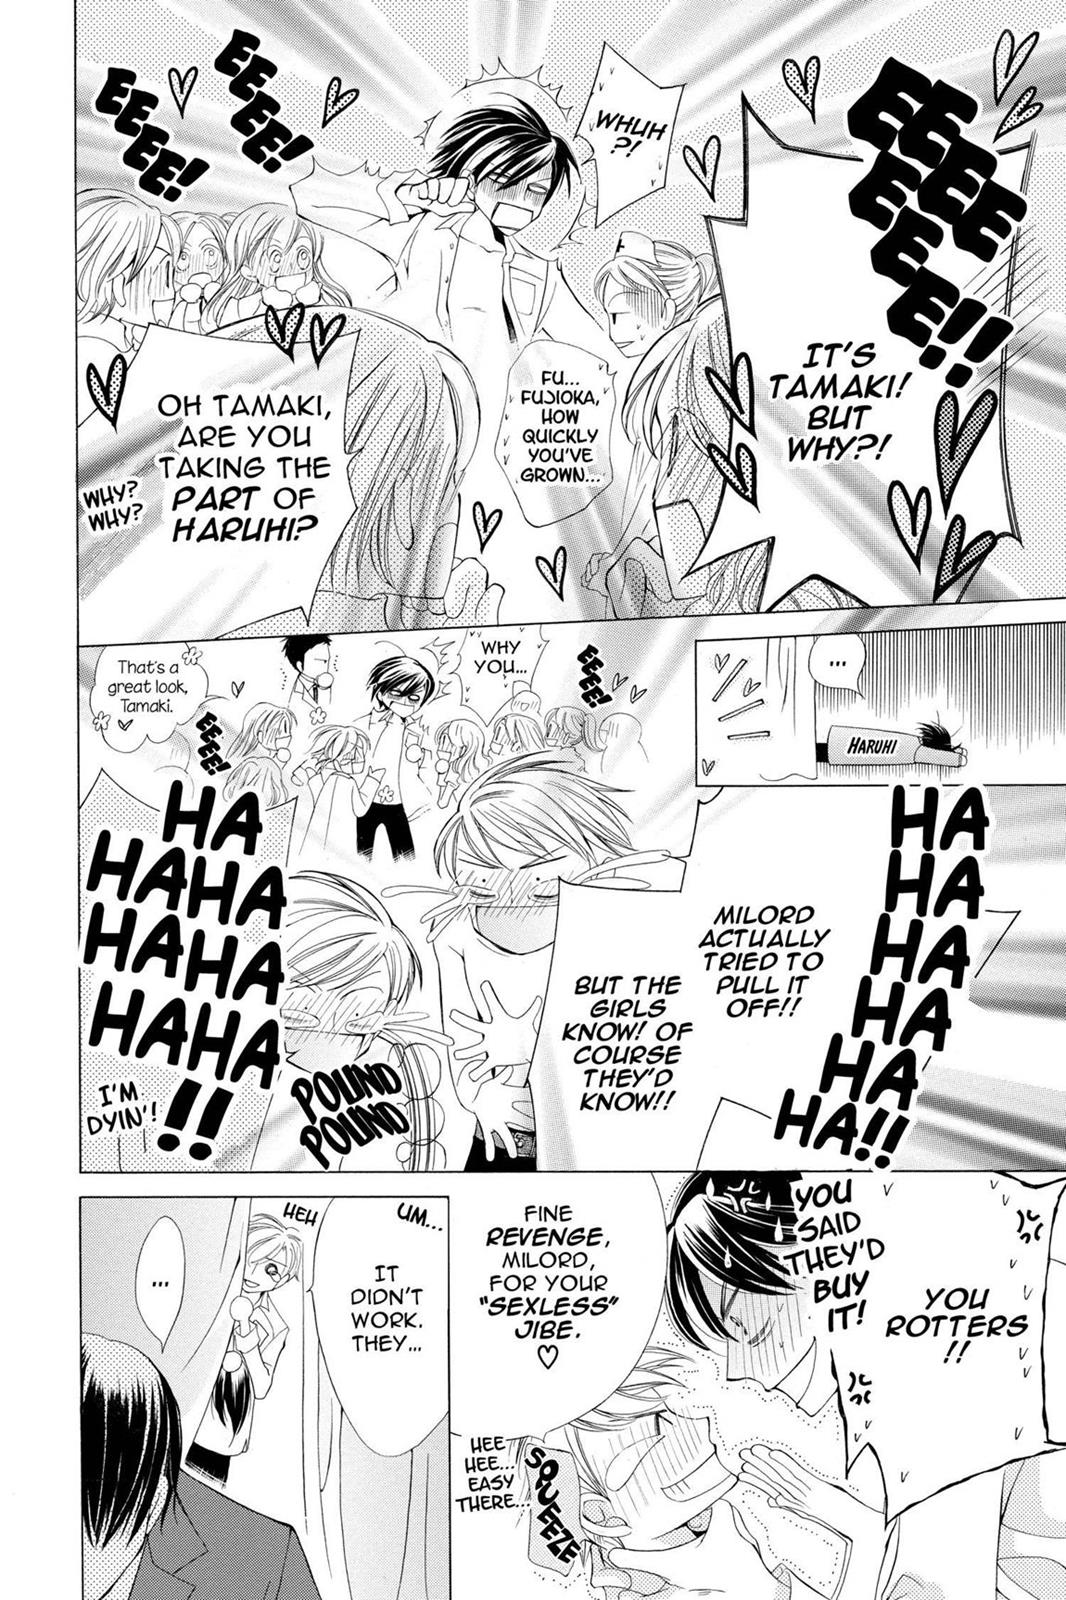 EEEE
EEEE!!
IT'S
TAMAKI!
BUT
WHY?!
WHUH
?!
EEEE!
EEEE!
FU...
FUJIOKA,
HOW
QUICKLY
YOU'VE
GROWN...
OH TAMAKI,
ARE YOU
TAKING THE
PART OF
HARUHI?
WHY?
WHY?
...
HARUHI
WHY
YOU...
EEEE!
That's a
great look,
Tamaki.
EEEE!
HA
HA
HA
HA
HA
HA!!
MILORD
ACTUALLY
TRIED TO
PULL IT
OFF!!
BUT THE
GIRLS
KNOW! OF
COURSE
THEY'D
KNOW!!
HA
HAHA
HAHA
HAHA
!!
POUND
POUND
I'M
DYIN'!
YOU
ROTTERS
!!
YOU
SAID
THEY'D
BUY
IT!
FINE
REVENGE,
MILORD,
FOR YOUR
"SEXLESS"
JIBE.
♡
HEE
HEE...
EASY
THERE...
SQUEEZE
UM...
IT
DIDN'T
WORK.
THEY...
HEH
...